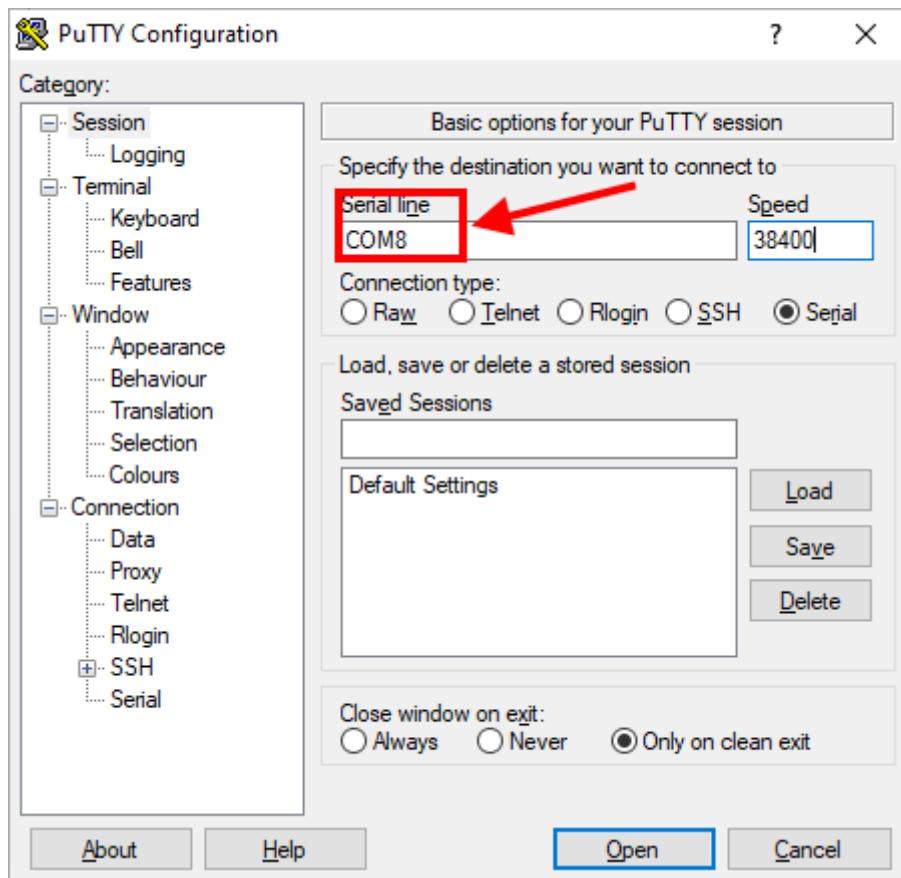 PuTTY Configuration
?
Category:
Session
Logging
Terminal
Keyboard
Bell
Features
Window
Appearance
Behaviour
Translation
Selection
Colours
Connection
Data
Proxy
Telnet
Rlogin
SSH
Serial
Basic options for your PuTTY session
Specify the destination you want to connect to
Serial line Speed
COM8 38400
Connection type:
Raw Telnet Rlogin SSH Serial
Load, save or delete a stored session
Saved Sessions
Default Settings
Load
Save
Delete
Close window on exit:
Always Never Only on clean exit
About Help Open Cancel